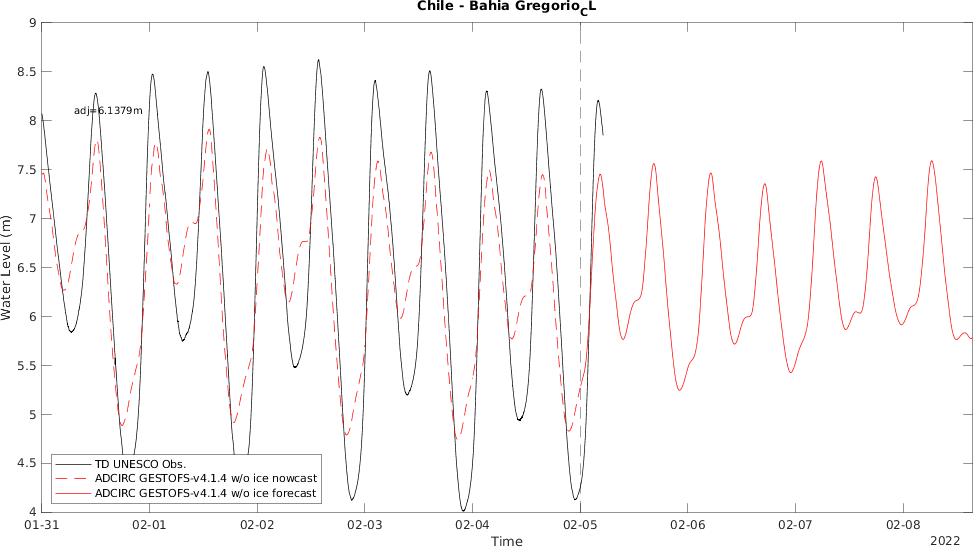 Chile - Bahia Gregorio_CL
adj=6.1379m
Water Level (m)
9
8.5
8
7.5
7
6.5
6
5.5
5
4.5
4
TD UNESCO Obs.
ADCIRC GESTOFS-v4.1.4 w/o ice nowcast
ADCIRC GESTOFS-v4.1.4 w/o ice forecast
01-31 02-01 02-02 02-03 02-04 02-05 02-06 02-07 02-08
Time
2022